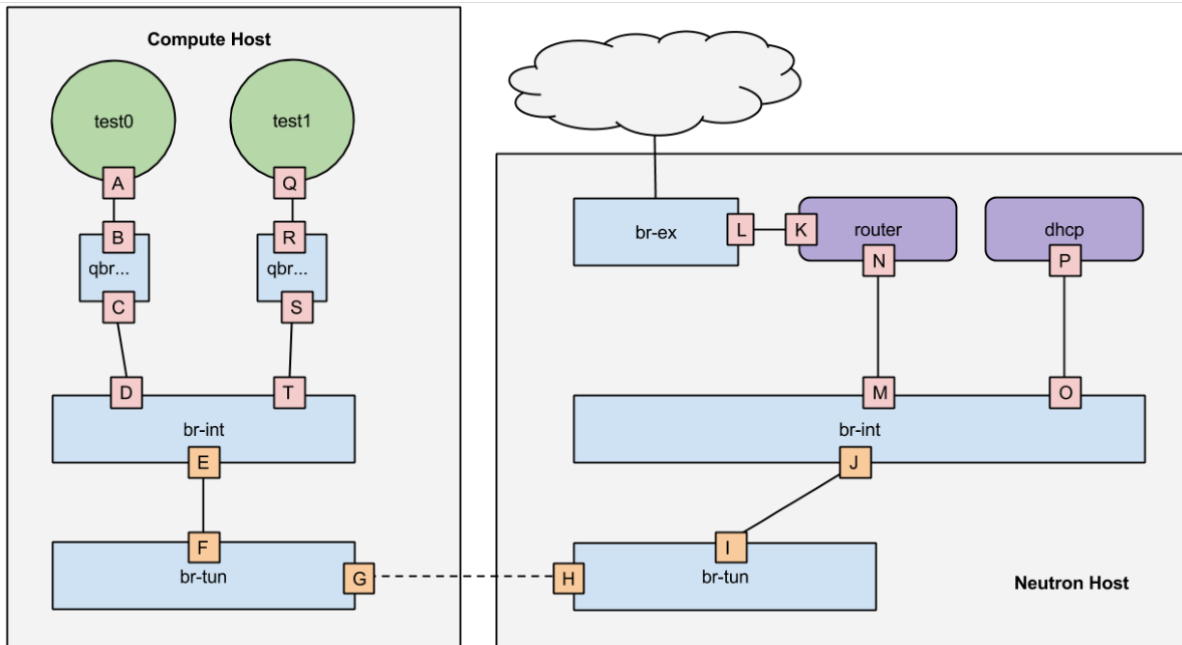 Compute Host
test0
test1
A
Q
B
R
qbr...
qbr...
C
S
D
T
br-int
E
F
br-tun
G
br-ex
L
K
router
dhcp
N
P
M
O
br-int
J
I
H
br-tun
Neutron Host